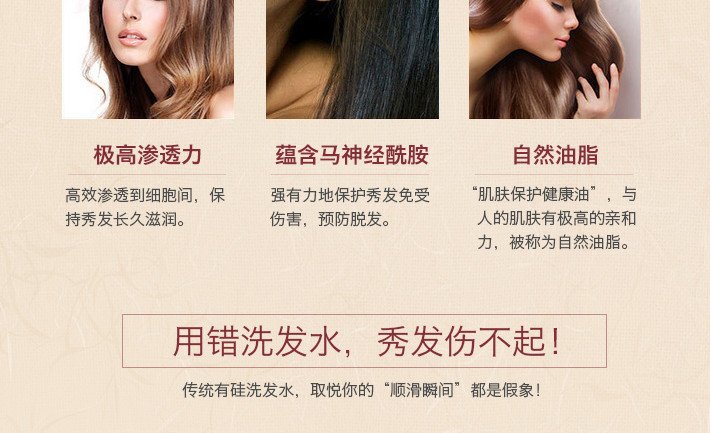 极高渗透力
高效渗透到细胞间，保
持秀发长久滋润。
蕴含马神经酰胺
强有力地保护秀发免受
伤害，预防脱发。
自然油脂
“肌肤保护健康油”，与
人的肌肤有极高的亲和
力，被称为自然油脂。
用错洗发水，秀发伤不起！
传统有硅洗发水，取悦你的“顺滑瞬间”都是假象！